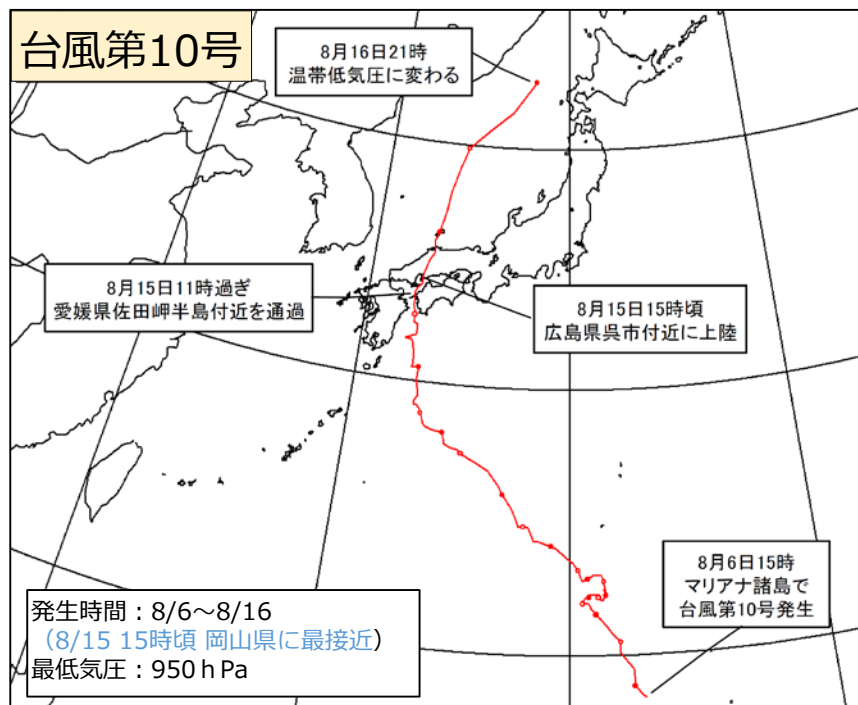 台風第10号
8月16日21時
温帯低気圧に変わる
8月15日11時過ぎ
愛媛県佐田岬半島付近を通過
8月15日15時頃
広島県呉市付近に上陸
8月6日15時
マリアナ諸島で
台風第10号発生
発生時間：8/6～8/16
（8/15 15時頃 岡山県に最接近）
最低気圧：950ｈPa